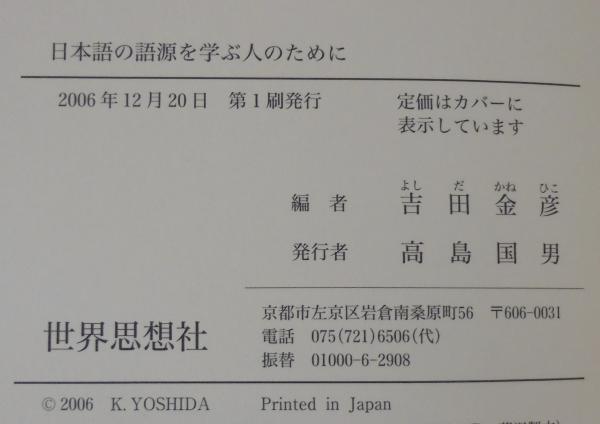 日本語の語源を学ぶ人のために
2006年12月20日 第1刷発行 定価はカバーに
表示しています
よし だ かね ひこ
編者 吉田金彦
発行者 高島国男
京都市左京区岩倉南桑原町56 〒606-0031
世界思想社 電話 075(721)6506(代)
振替 01000-6-2908
© 2006 K. YOSHIDA Printed in Japan